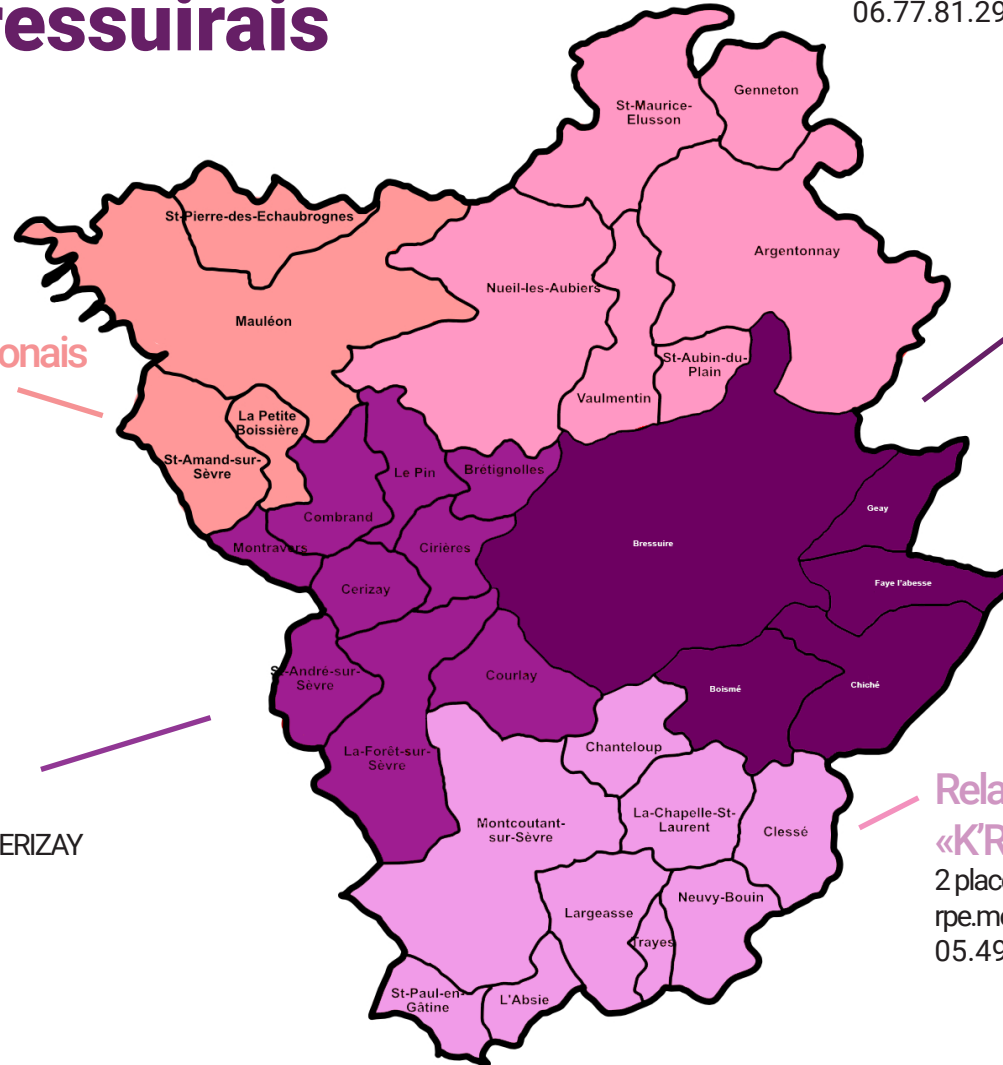 ressuirais
06.77.81.29
Genneton
St-Maurice-
Elusson
St-Pierre-des-Echaubrognes
Argentonnay
Nueil-les-Aubiers
Mauléon
onais
St-Aubin-du-
Plain
Vaulmentin
La Petite
Boissière
St-Amand-sur-
Sèvre
Le Pin
Brétignolles
Combrand
Geay
Montravers
Cirières
Bressuire
Cerizay
Faye l'abesse
St-André-sur-
Sèvre
Courlay
Boismé
Chiché
La-Forêt-sur-
Sèvre
Chanteloup
Montcoutant-
sur-Sèvre
La-Chapelle-St-
Laurent
Clessé
ERIZAY
Rela
«K'R
2 place
rpe.mo
05.49
Neuvy-Bouin
Largeasse
Trayes
St-Paul-en-
Gâtine
L'Absie